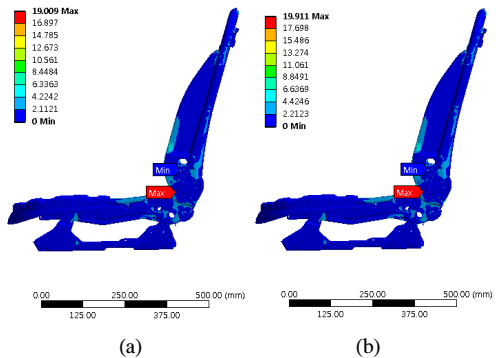 19.009 Max
16.897
14.785
12.673
10.561
8.4484
6.3363
4.2242
2.1121
0 Min
Min
Max
0.00 250.00 500.00 (mm)
125.00 375.00
(a)
19.911 Max
17.698
15.486
13.274
11.061
8.8491
6.6369
4.4246
2.2123
0 Min
Min
Max
0.00 250.00 500.00 (mm)
125.00 375.00
(b)